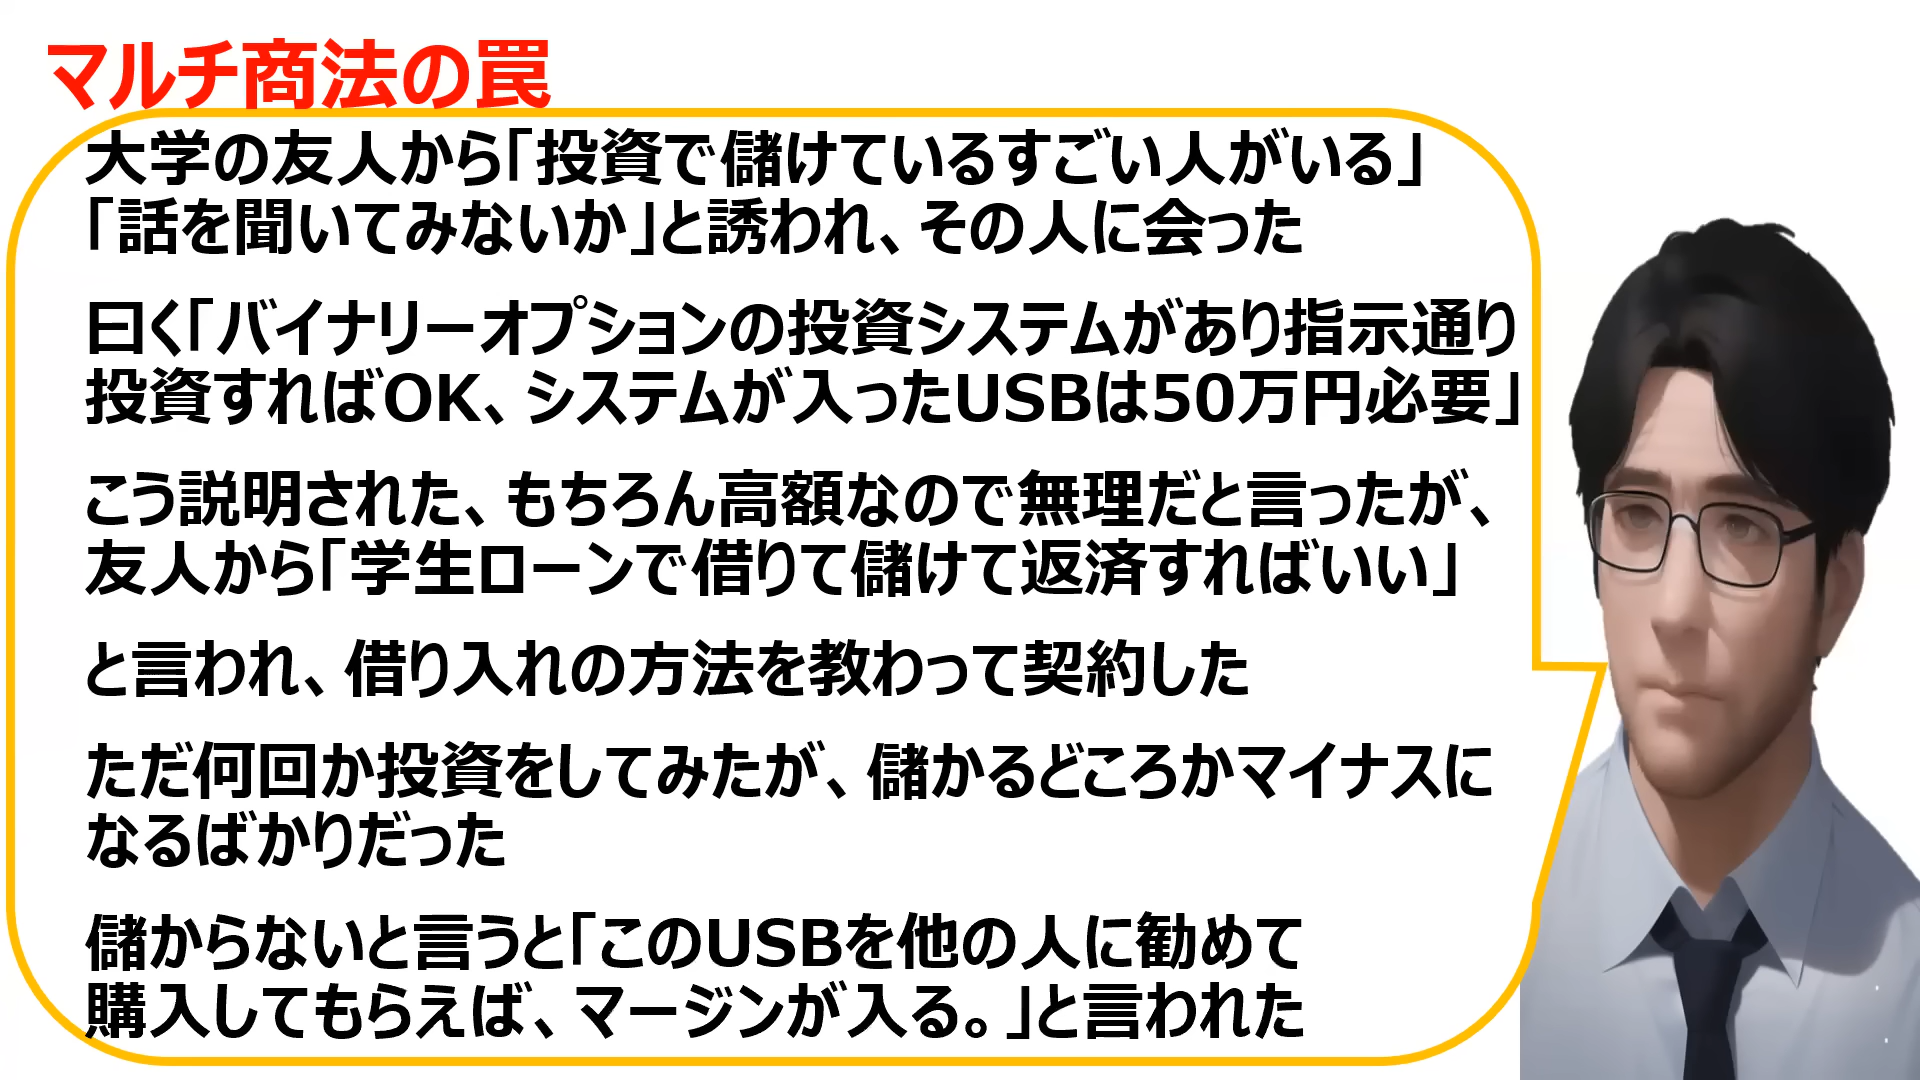 マルチ商法の罠
大学の友人から「投資で儲けているすごい人がいる」
「話を聞いてみないか」と誘われ、その人に会った
曰く「バイナリーオプションの投資システムがあり指示通り
投資すればOK、システムが入ったUSBは50万円必要」
こう説明された、もちろん高額なので無理だと言ったが、
友人から「学生ローンで借りて儲けて返済すればいい」
と言われ、借り入れの方法を教わって契約した
ただ何回か投資をしてみたが、儲かるどころかマイナスに
なるばかりだった
儲からないと言うと「このUSBを他の人に勧めて
購入してもらえば、マージンが入る。」と言われた